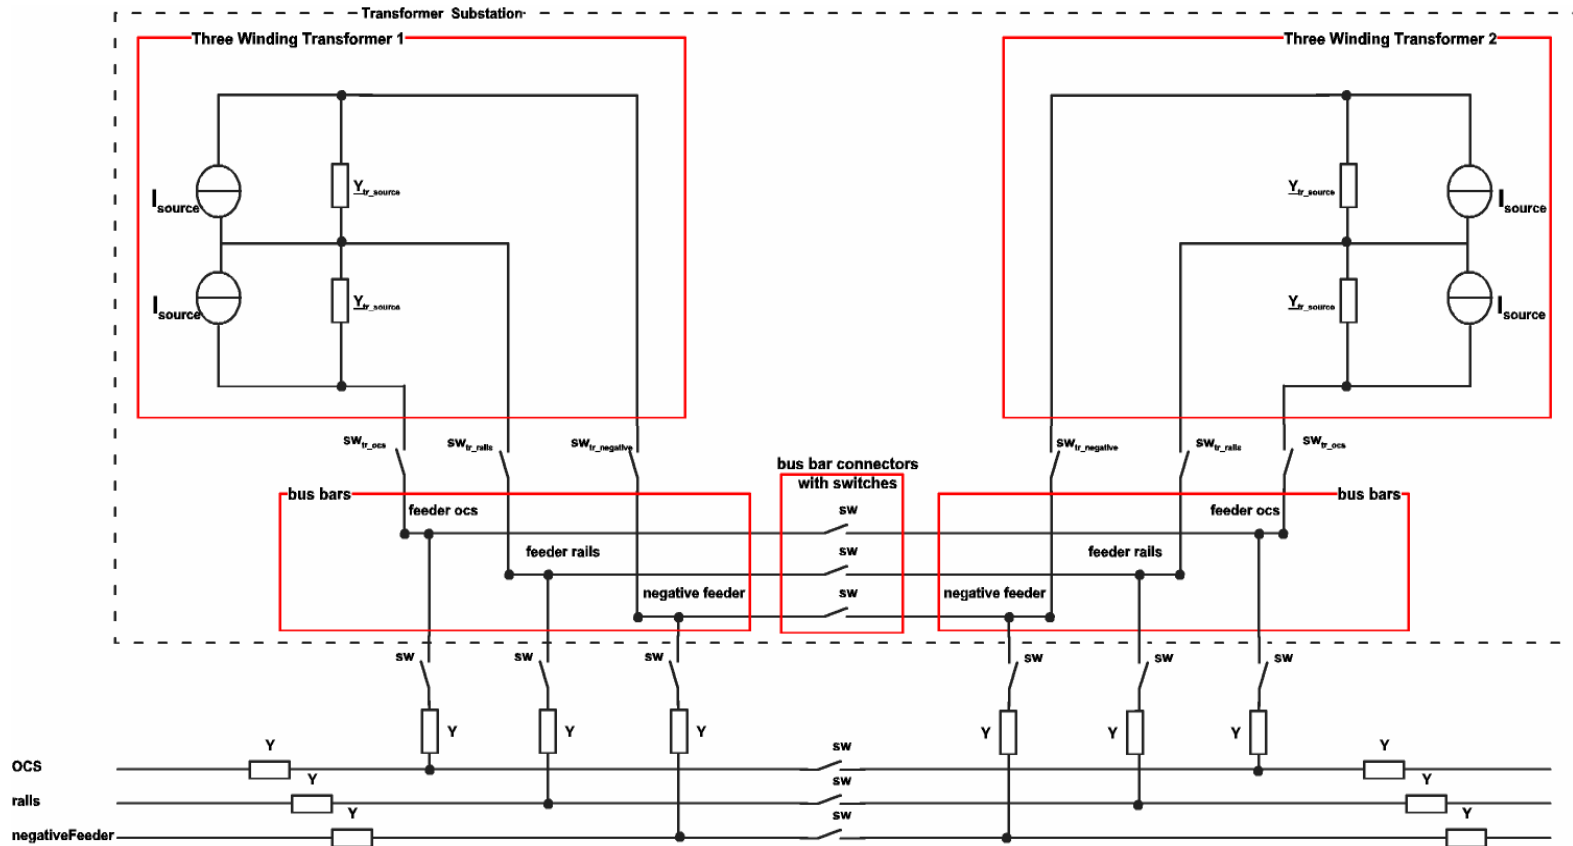 Transformer Substation
Three Winding Transformer 1
Three Winding Transformer 2
Isource
Ytr_source
Ytr_source
Isource
Isource
Ytr_source
Ytr_source
Isource
SWtr_ocs
SWtr_rails
SWtr_negative
SWtr_negative
SWtr_rails
SWtr_ocs
bus bar connectors
with switches
bus bars
bus bars
feeder ocs
sw
feeder ocs
feeder rails
sw
feeder rails
negative feeder
sw
negative feeder
sw
sw
sw
sw
sw
sw
Y
Y
Y
Y
Y
Y
OCS
Y
sw
Y
rails
Y
sw
Y
negativeFeeder
Y
sw
Y